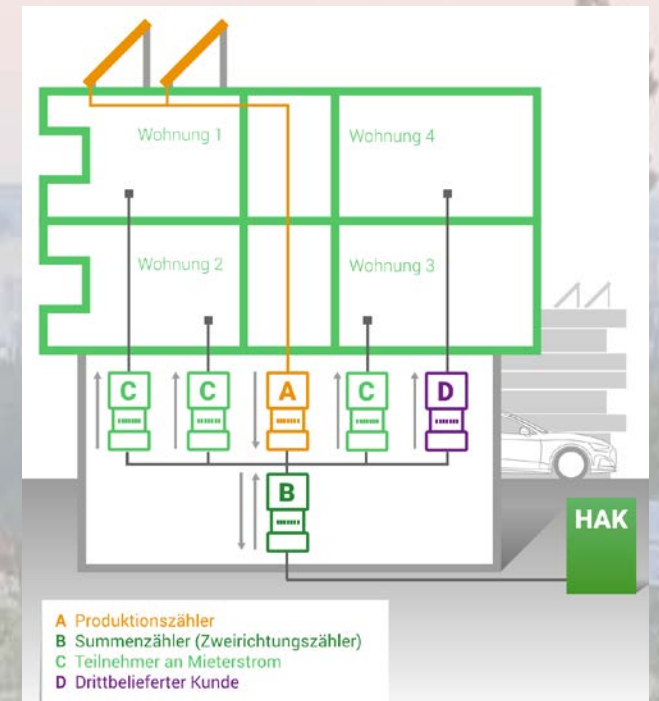 Wohnung 1
Wohnung 4
Wohnung 2
Wohnung 3
C C A C D
B
HAK
A Produktionszähler
B Summenzähler (Zweirichtungszähler)
C Teilnehmer an Mieterstrom
D Drittbelieferter Kunde